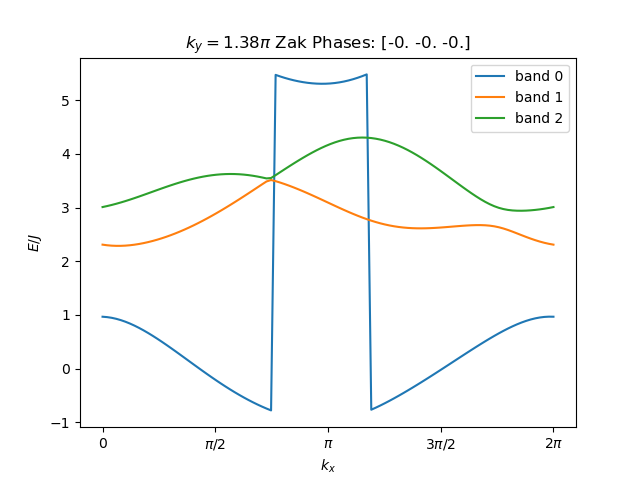 k_y = 1.38π Zak Phases: [-0. -0. -0.]
band 0
band 1
band 2
E/J
5
4
3
2
1
0
−1
0
π/2
π
3π/2
2π
k_x